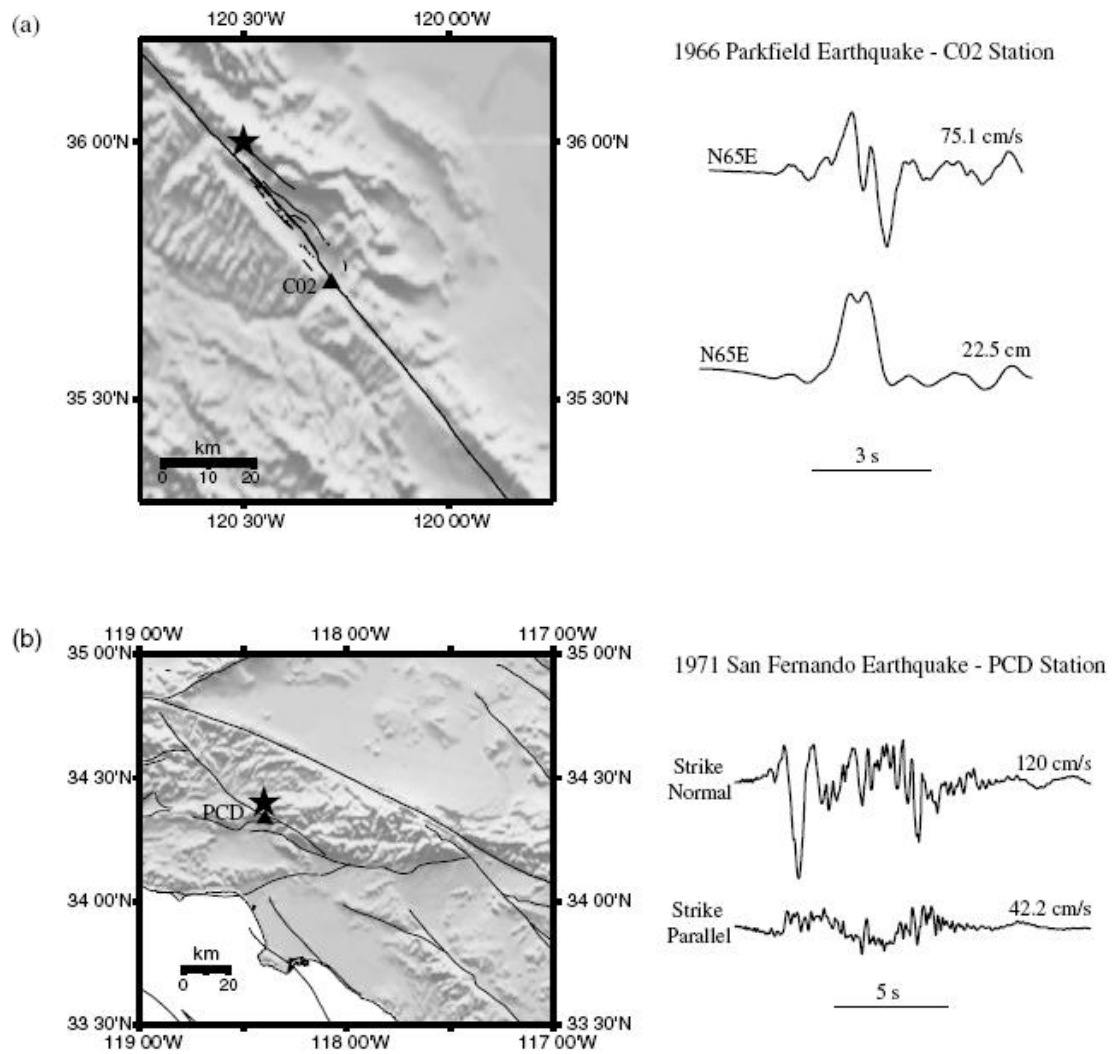 (a)
120 30'W 120 00'W
36 00'N 36 00'N
C02
35 30'N 35 30'N
km
0 10 20
120 30'W 120 00'W
1966 Parkfield Earthquake - C02 Station
N65E 75.1 cm/s
N65E 22.5 cm
3 s
(b)
119 00'W 118 00'W 117 00'W
35 00'N 35 00'N
34 30'N 34 30'N
PCD
34 00'N 34 00'N
km
0 20
33 30'N 33 30'N
119 00'W 118 00'W 117 00'W
1971 San Fernando Earthquake - PCD Station
Strike
Normal
120 cm/s
Strike
Parallel
42.2 cm/s
5 s